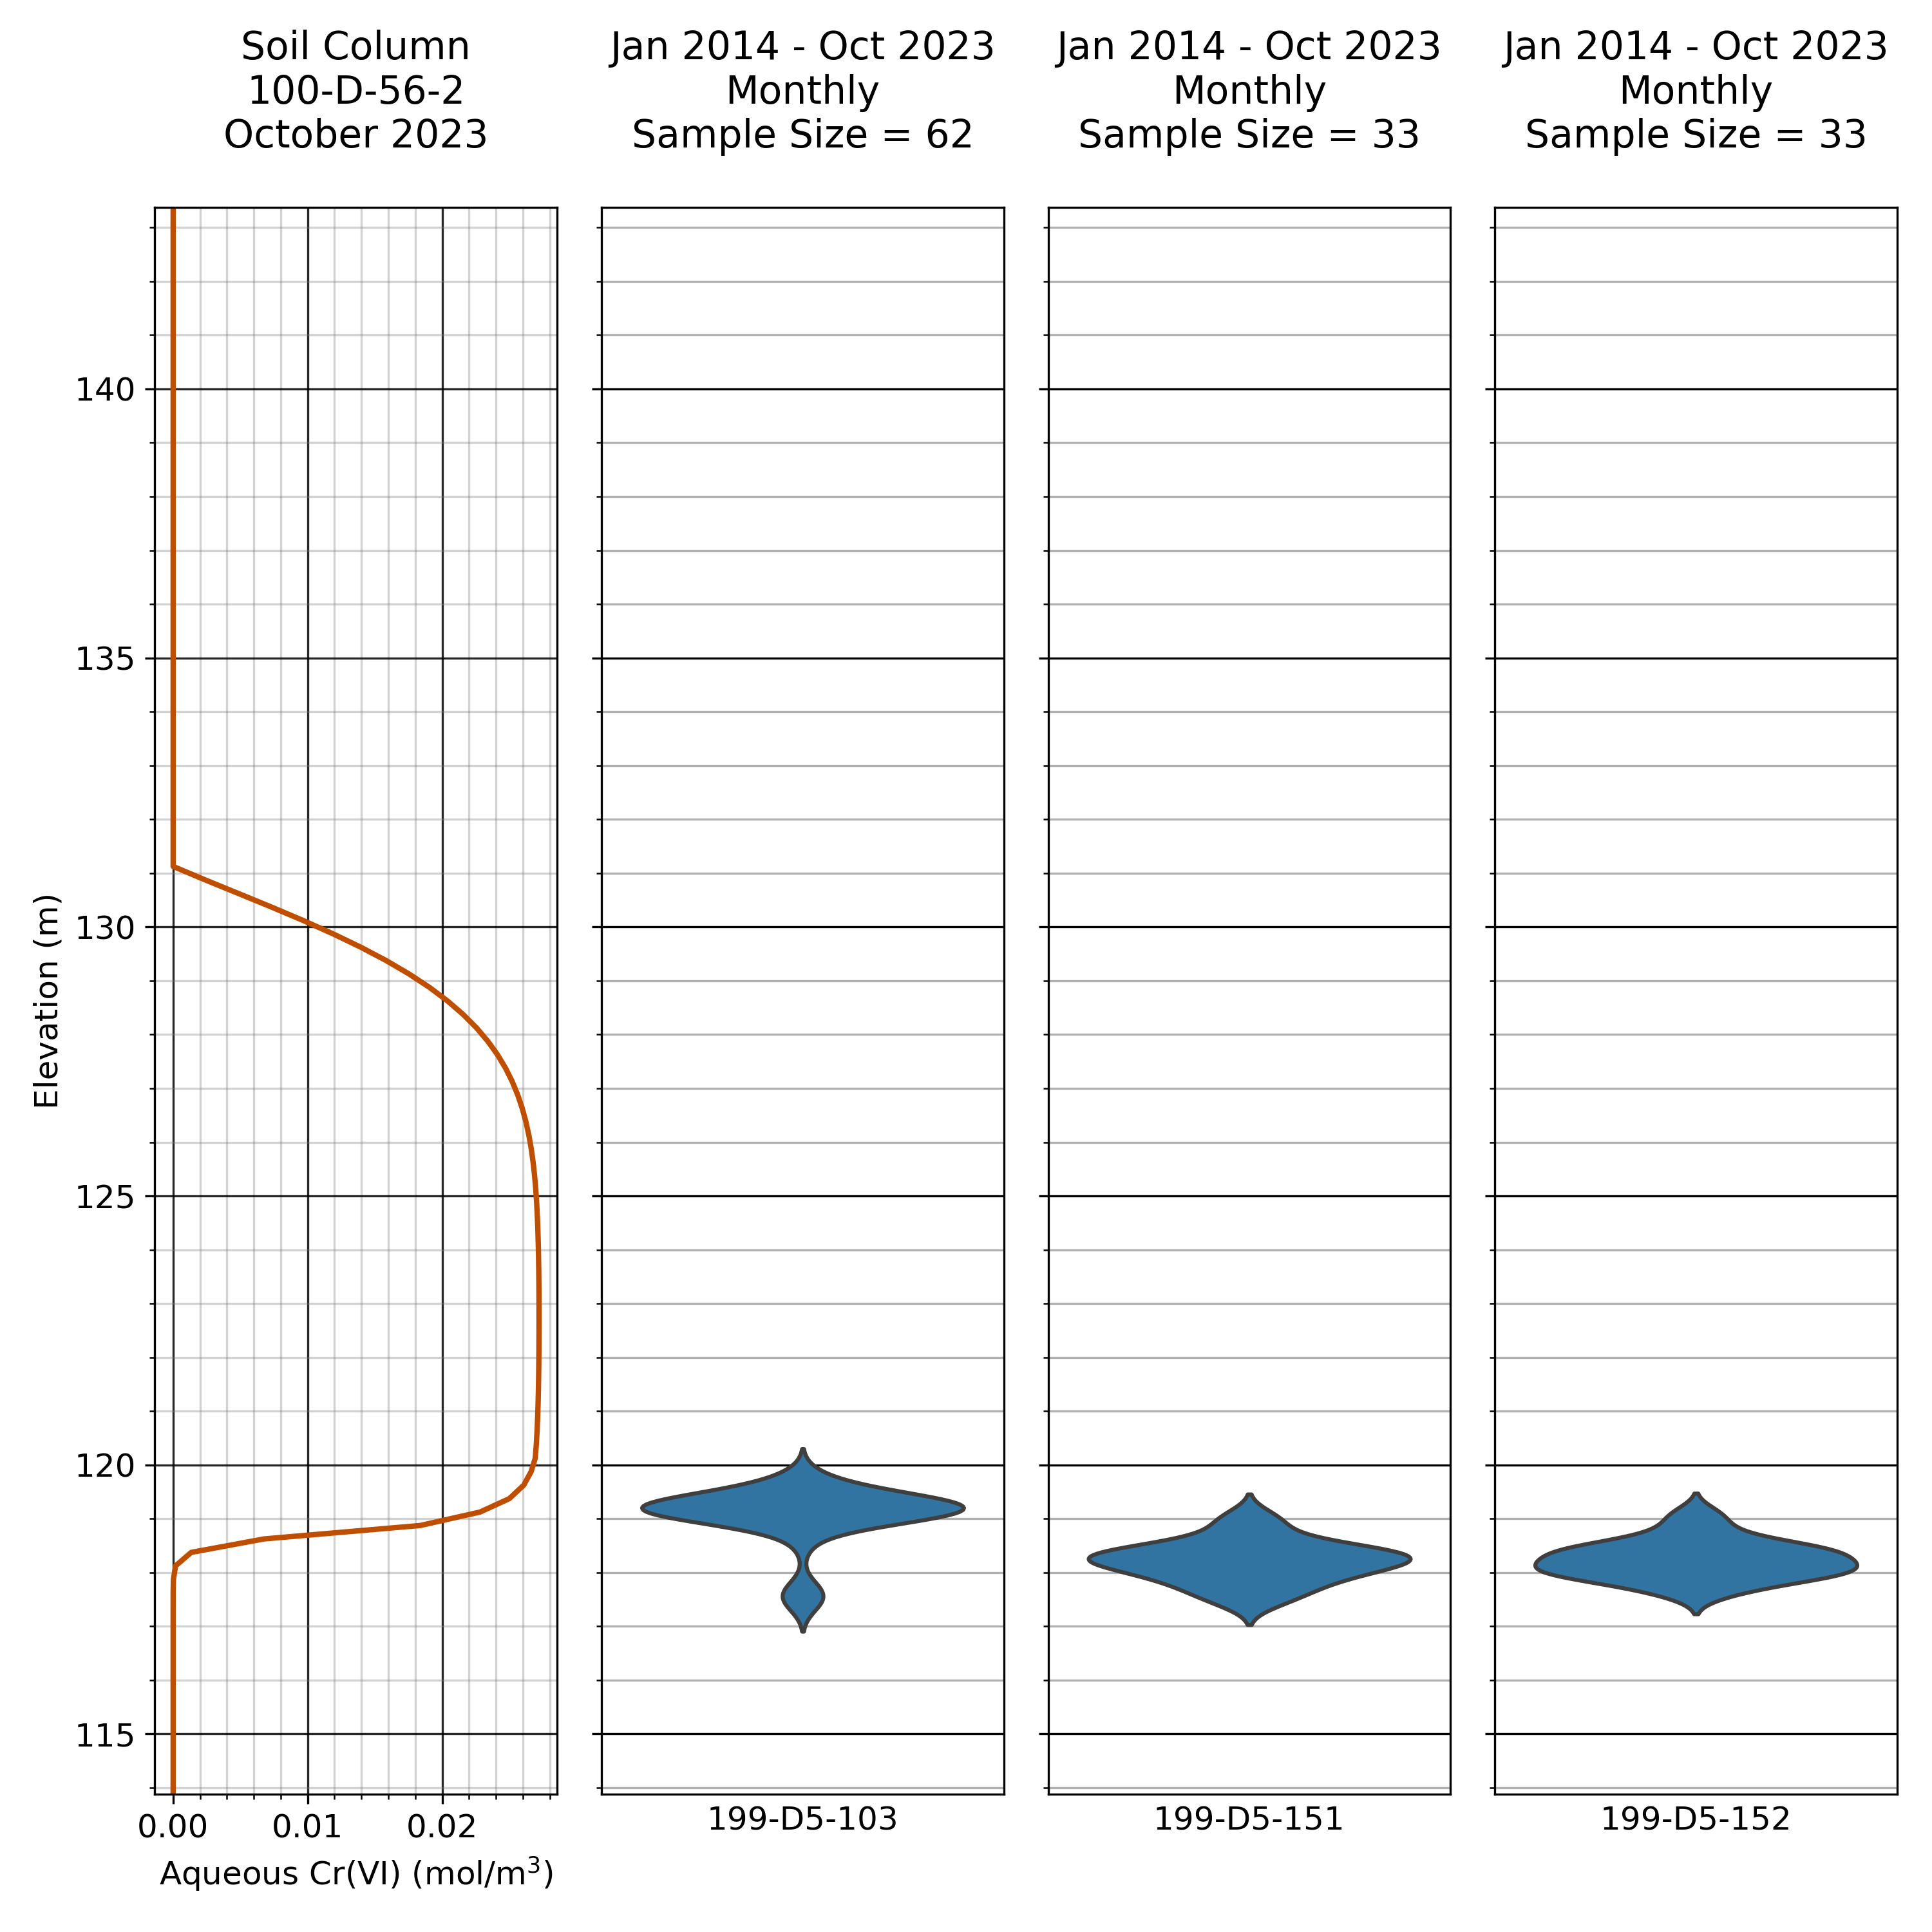 Soil Column
100-D-56-2
October 2023
Jan 2014 - Oct 2023
Monthly
Sample Size = 62
Jan 2014 - Oct 2023
Monthly
Sample Size = 33
Jan 2014 - Oct 2023
Monthly
Sample Size = 33
Elevation (m)
140
135
130
125
120
115
0.00 0.01 0.02
Aqueous Cr(VI) (mol/m³)
199-D5-103
199-D5-151
199-D5-152